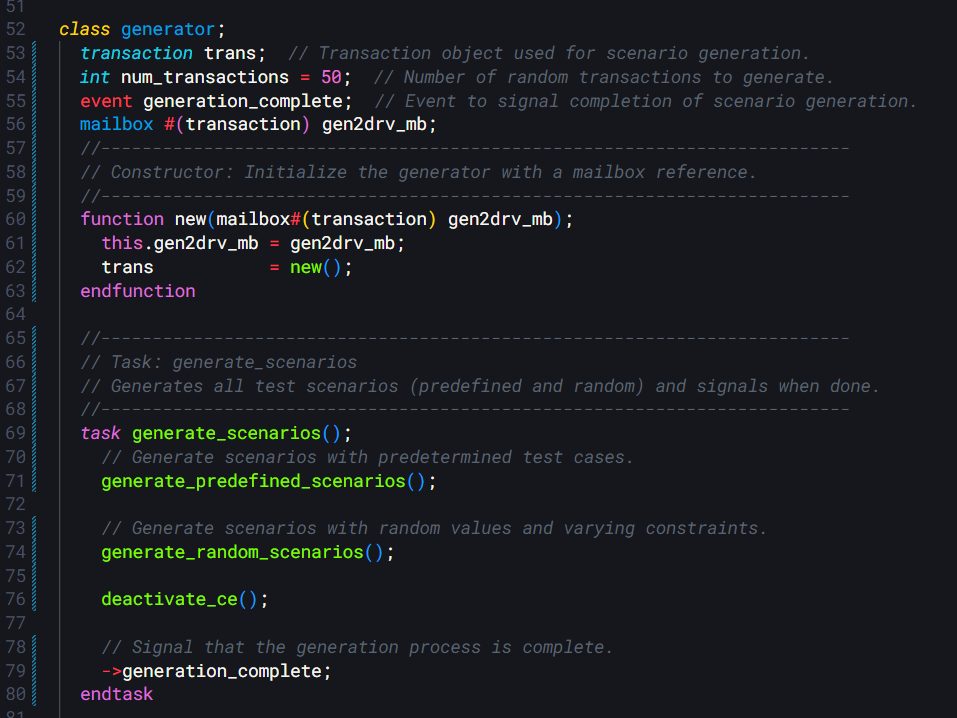 51
52 class generator;
53 transaction trans;  // Transaction object used for scenario generation.
54 int num_transactions = 50;  // Number of random transactions to generate.
55 event generation_complete;  // Event to signal completion of scenario generation.
56 mailbox #(transaction) gen2drv_mb;
57 //-------------------------------------------------------------------------
58 // Constructor: Initialize the generator with a mailbox reference.
59 //-------------------------------------------------------------------------
60 function new(mailbox#(transaction) gen2drv_mb);
61 this.gen2drv_mb = gen2drv_mb;
62 trans           = new();
63 endfunction
64
65 //-------------------------------------------------------------------------
66 // Task: generate_scenarios
67 // Generates all test scenarios (predefined and random) and signals when done.
68 //-------------------------------------------------------------------------
69 task generate_scenarios();
70 // Generate scenarios with predetermined test cases.
71 generate_predefined_scenarios();
72
73 // Generate scenarios with random values and varying constraints.
74 generate_random_scenarios();
75
76 deactivate_ce();
77
78 // Signal that the generation process is complete.
79 ->generation_complete;
80 endtask
81